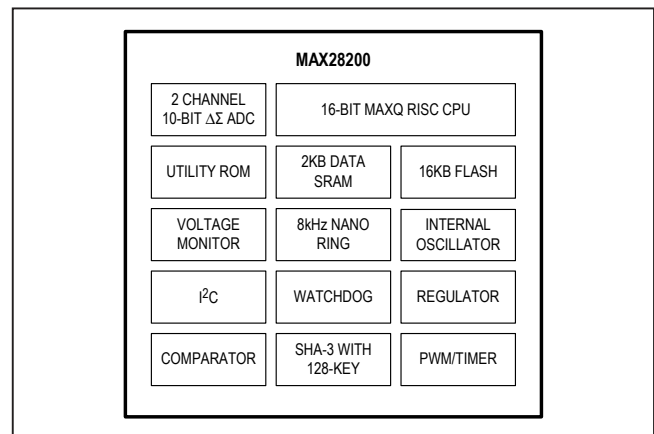 MAX28200
2 CHANNEL
10-BIT ΔΣ ADC
16-BIT MAXQ RISC CPU
UTILITY ROM
2KB DATA
SRAM
16KB FLASH
VOLTAGE
MONITOR
8kHz NANO
RING
INTERNAL
OSCILLATOR
I²C
WATCHDOG
REGULATOR
COMPARATOR
SHA-3 WITH
128-KEY
PWM/TIMER